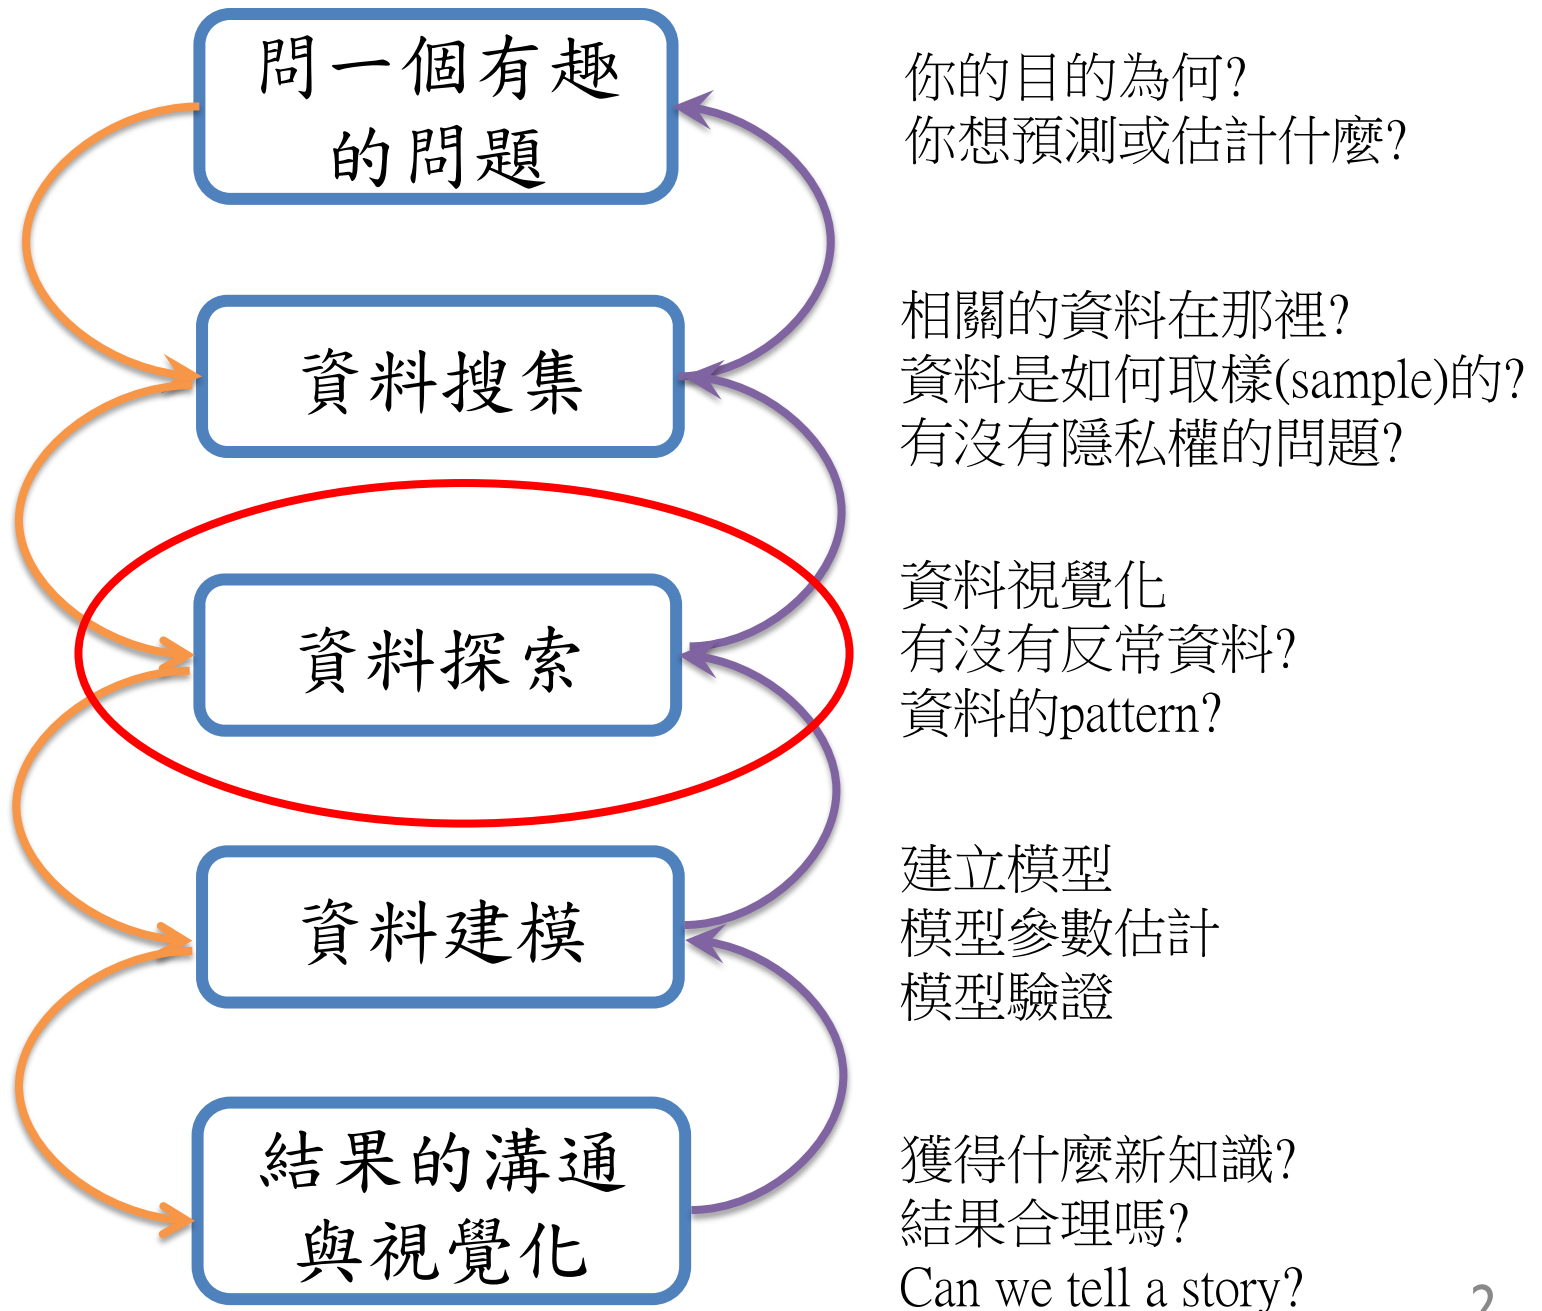 問一個有趣
的問題
你的目的為何?
你想預測或估計什麼?
資料搜集
相關的資料在那裡?
資料是如何取樣(sample)的?
有沒有隱私權的問題?
資料探索
資料視覺化
有沒有反常資料?
資料的pattern?
資料建模
建立模型
模型參數估計
模型驗證
結果的溝通
與視覺化
獲得什麼新知識?
結果合理嗎?
Can we tell a story?
2